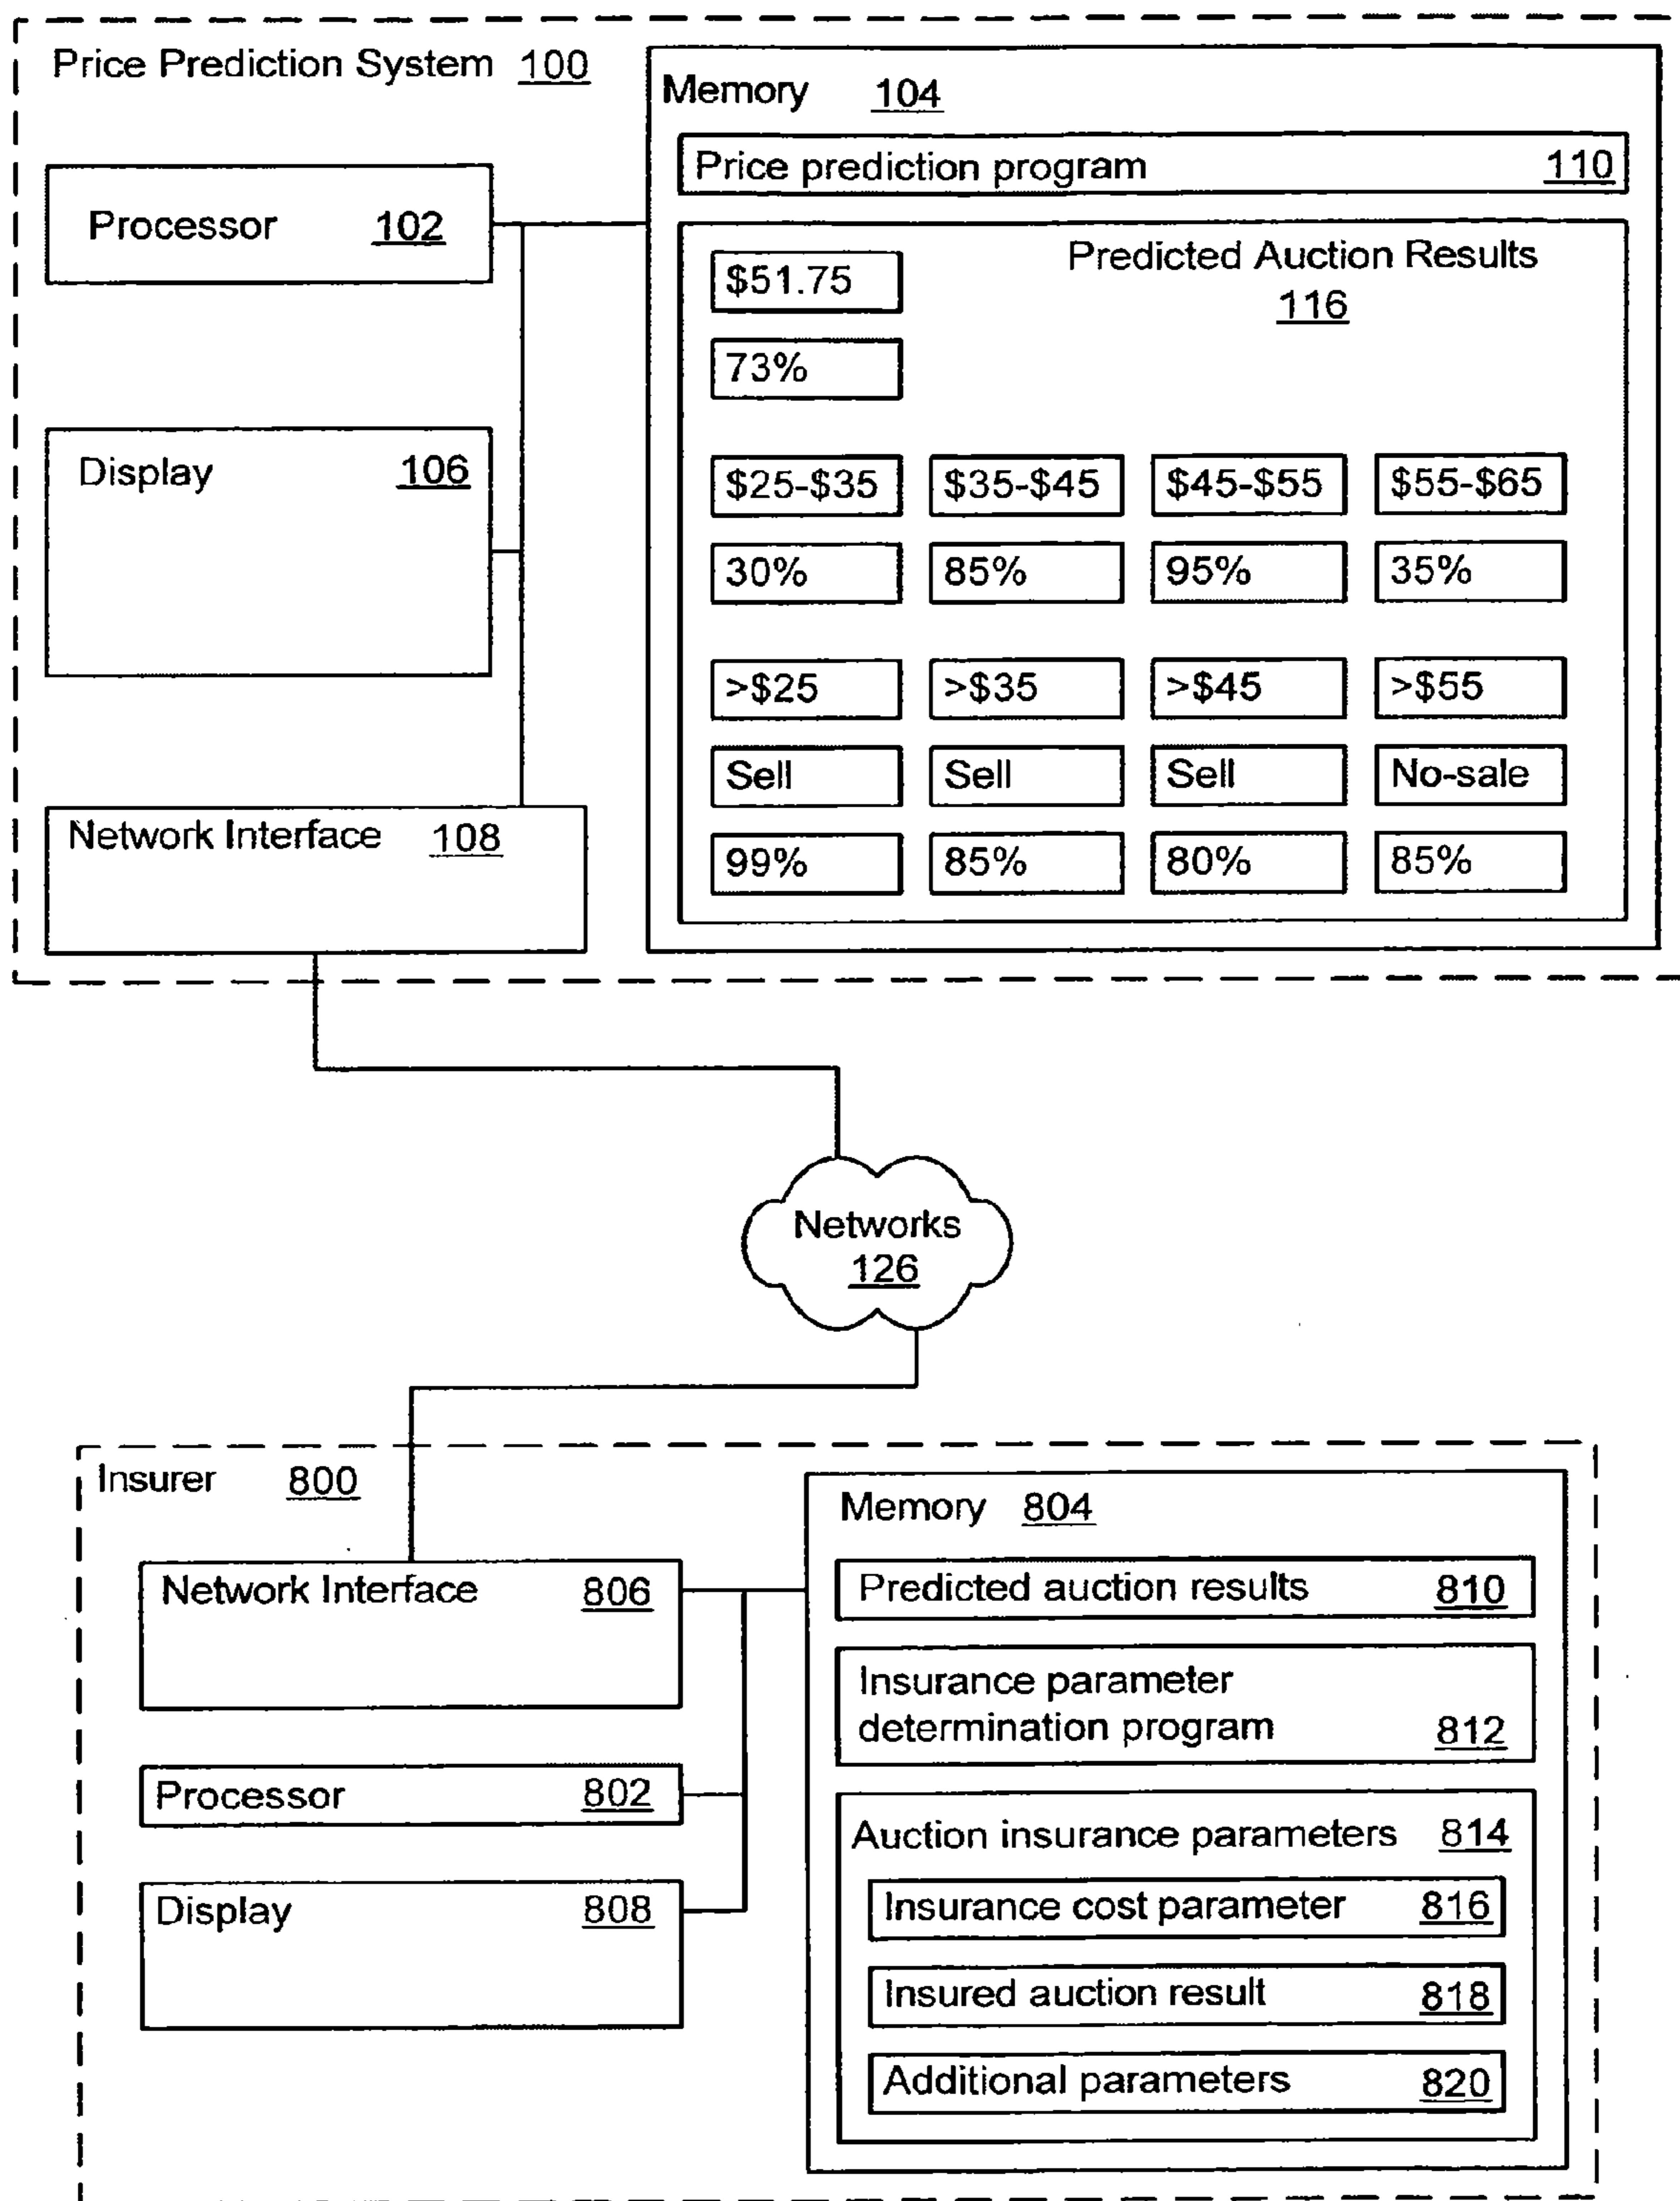 Price Prediction System 100
Memory 104
Price prediction program 110
Processor 102
Predicted Auction Results
116
$51.75
73%
Display 106
$25-$35 $35-$45 $45-$55 $55-$65
30% 85% 95% 35%
>$25 >$35 >$45 >$55
Sell Sell Sell No-sale
Network Interface 108
99% 85% 80% 85%
Networks
126
Insurer 800
Memory 804
Network Interface 806
Predicted auction results 810
Insurance parameter
determination program 812
Processor 802
Auction insurance parameters 814
Display 808
Insurance cost parameter 816
Insured auction result 818
Additional parameters 820